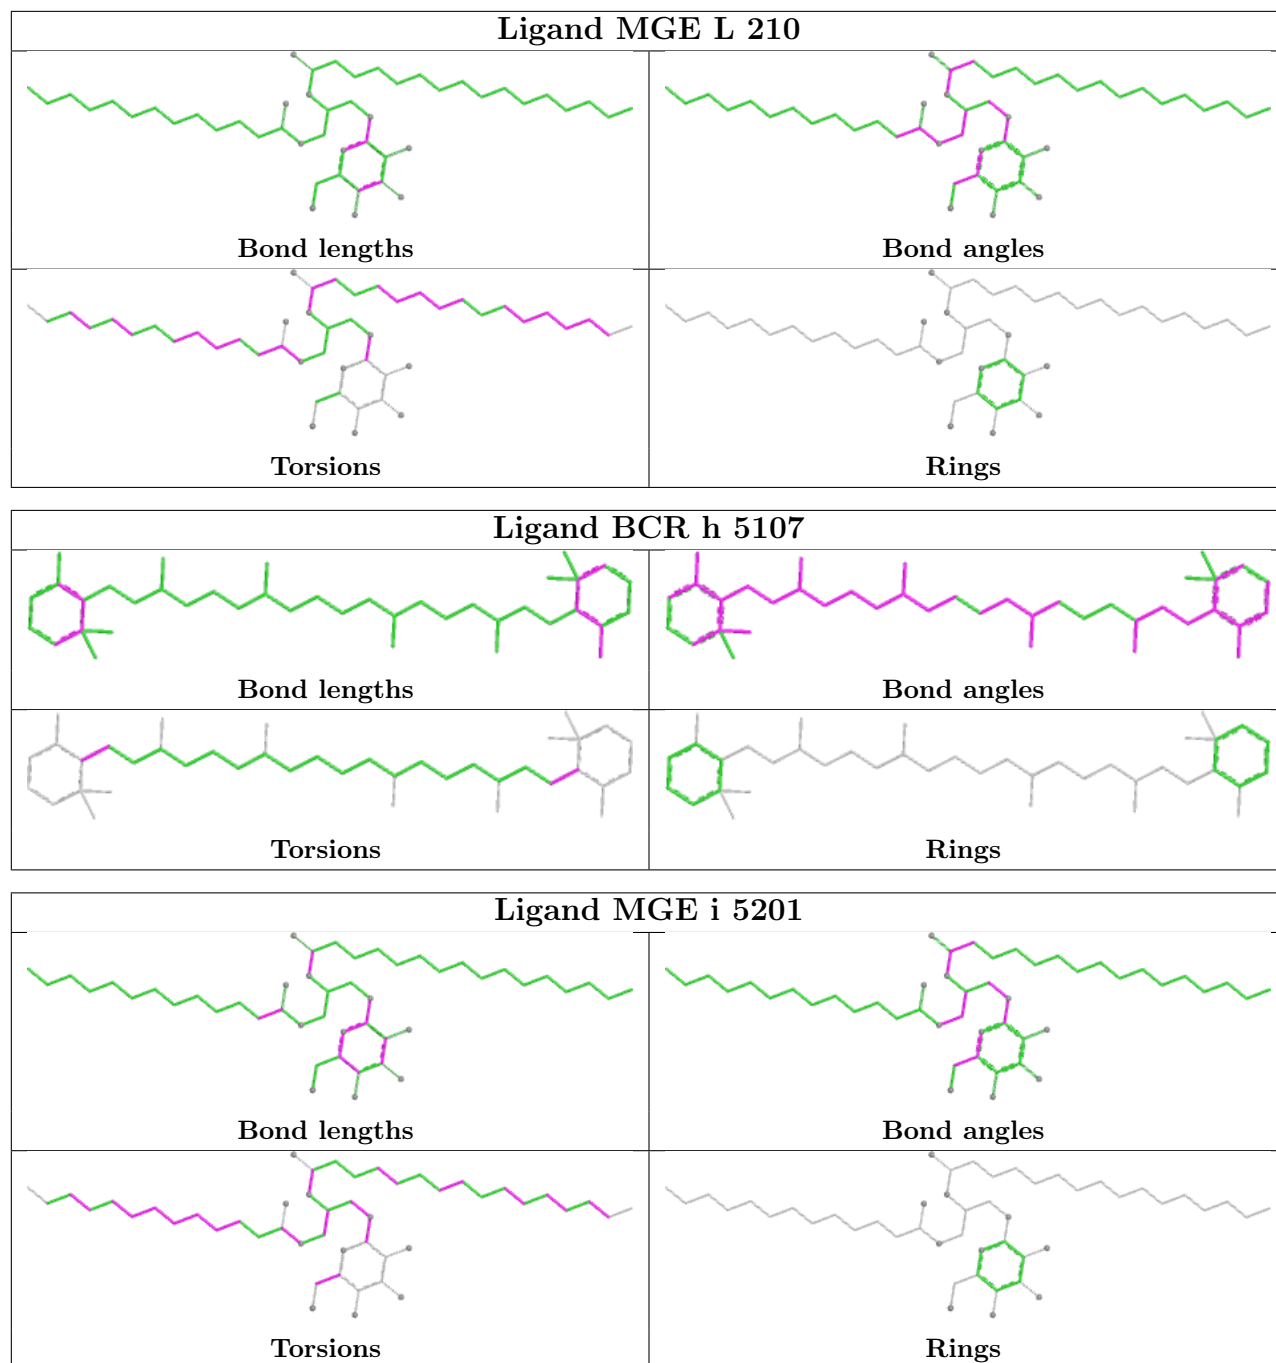 Ligand MGE L 210
Bond lengths
Bond angles
Torsions
Rings
Ligand BCR h 5107
Bond lengths
Bond angles
Torsions
Rings
Ligand MGE i 5201
Bond lengths
Bond angles
Torsions
Rings